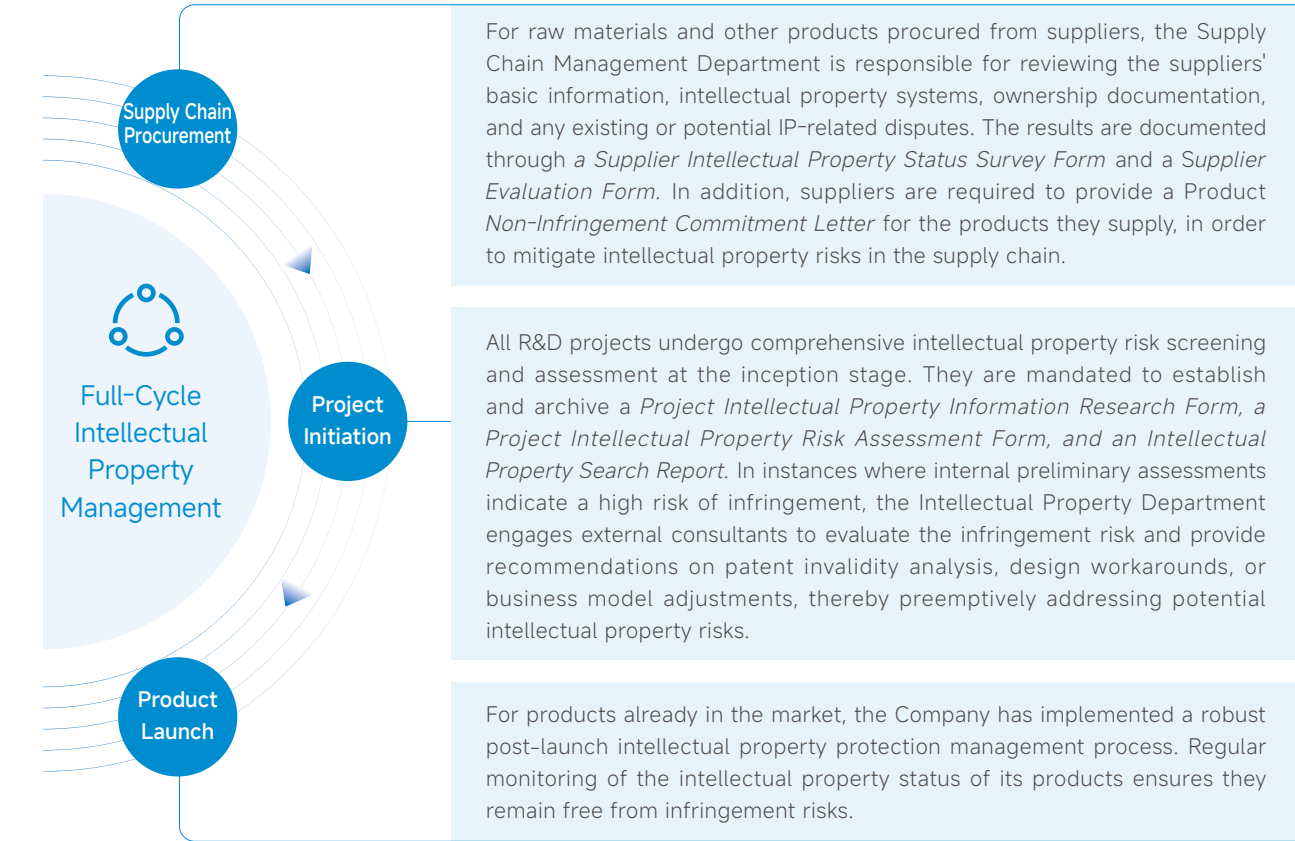 Supply Chain
Procurement
For raw materials and other products procured from suppliers, the Supply
Chain Management Department is responsible for reviewing the suppliers'
basic information, intellectual property systems, ownership documentation,
and any existing or potential IP-related disputes. The results are documented
through a Supplier Intellectual Property Status Survey Form and a Supplier
Evaluation Form. In addition, suppliers are required to provide a Product
Non-Infringement Commitment Letter for the products they supply, in order
to mitigate intellectual property risks in the supply chain.
Full-Cycle
Intellectual
Property
Management
Project
Initiation
All R&D projects undergo comprehensive intellectual property risk screening
and assessment at the inception stage. They are mandated to establish
and archive a Project Intellectual Property Information Research Form, a
Project Intellectual Property Risk Assessment Form, and an Intellectual
Property Search Report. In instances where internal preliminary assessments
indicate a high risk of infringement, the Intellectual Property Department
engages external consultants to evaluate the infringement risk and provide
recommendations on patent invalidity analysis, design workarounds, or
business model adjustments, thereby preemptively addressing potential
intellectual property risks.
Product
Launch
For products already in the market, the Company has implemented a robust
post-launch intellectual property protection management process. Regular
monitoring of the intellectual property status of its products ensures they
remain free from infringement risks.